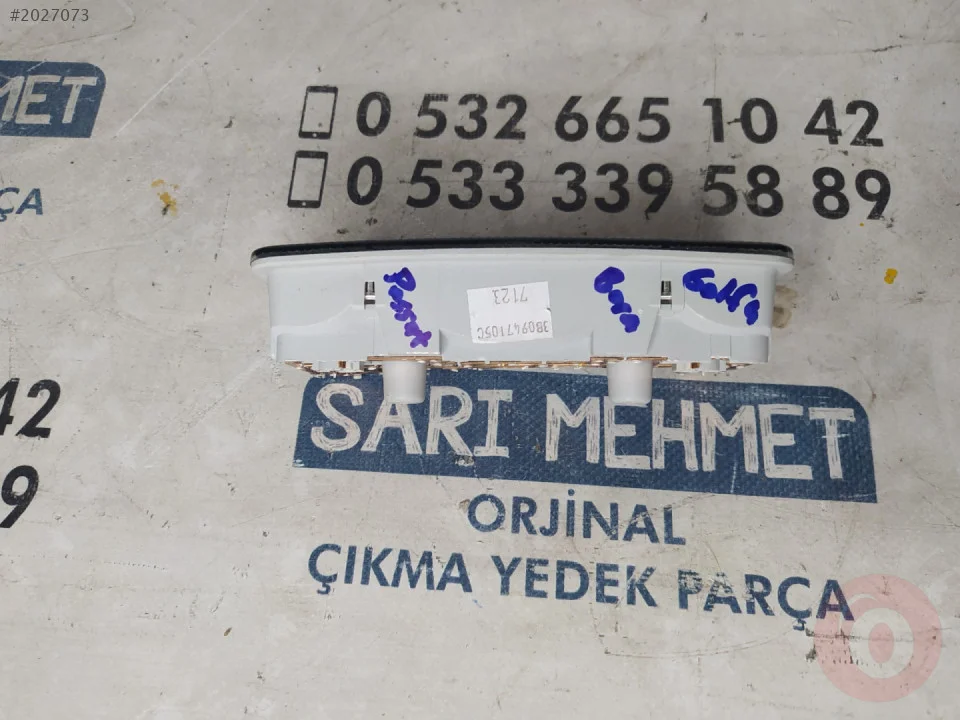 #2027073
MET
0 532 665 10 42
0 533 339 58 89
ÇA
Passat
7123
3B0947105C
Bora
Golf
42
9
SARI MEHMET
ORJİNAL
ÇIKMA YEDEK PARÇA